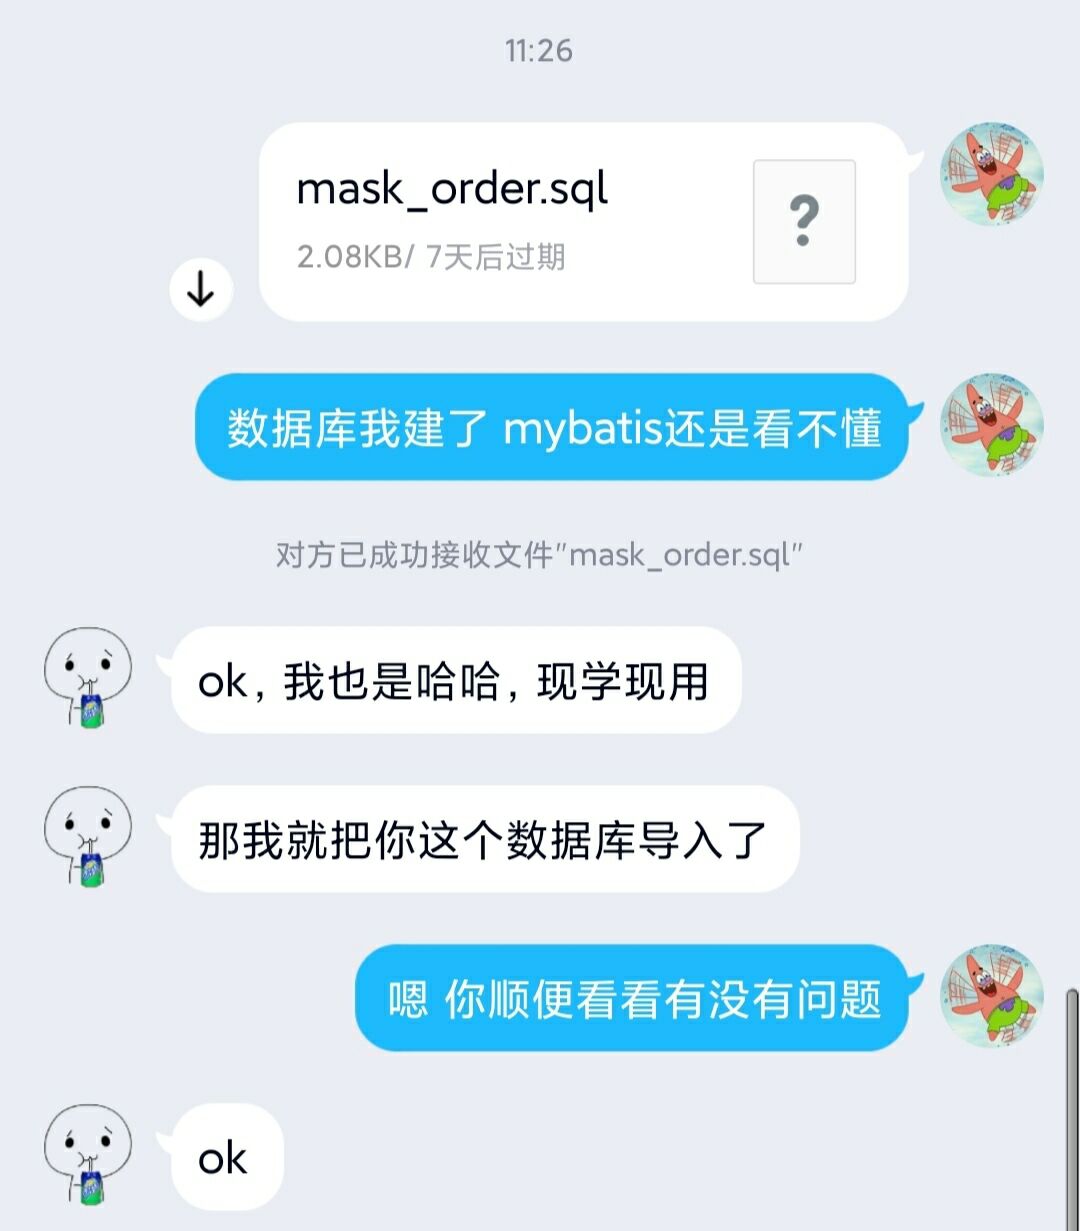 11:26
mask_order.sql
2.08KB/ 7天后过期
?
数据库我建了 mybatis还是看不懂
对方已成功接收文件"mask_order.sql"
ok, 我也是哈哈, 现学现用
那我就把你这个数据库导入了
嗯 你顺便看看有没有问题
ok